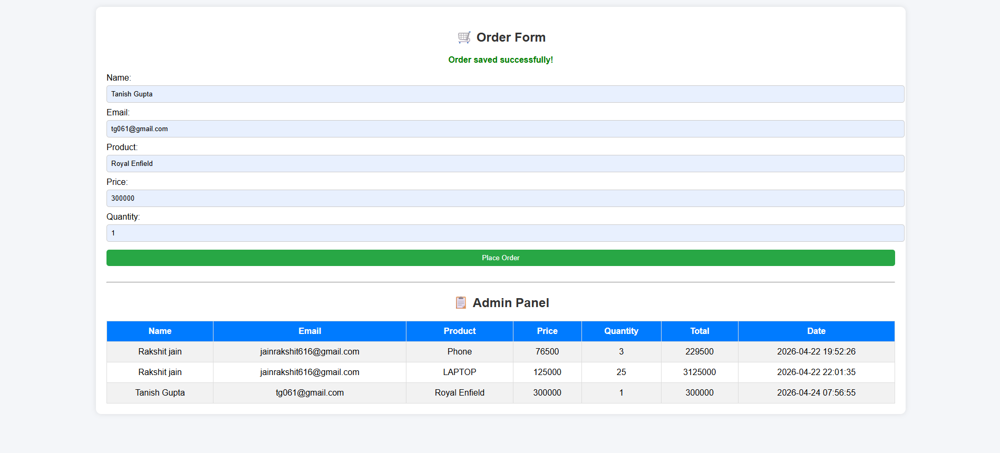 Order Form
Order saved successfully!
Name:
Tanish Gupta
Email:
tg061@gmail.com
Product:
Royal Enfield
Price:
300000
Quantity:
1
Place Order
Admin Panel
Name Email Product Price Quantity Total Date
Rakshit jain jainrakshit616@gmail.com Phone 76500 3 229500 2026-04-22 19:52:26
Rakshit jain jainrakshit616@gmail.com LAPTOP 125000 25 3125000 2026-04-22 22:01:35
Tanish Gupta tg061@gmail.com Royal Enfield 300000 1 300000 2026-04-24 07:56:55